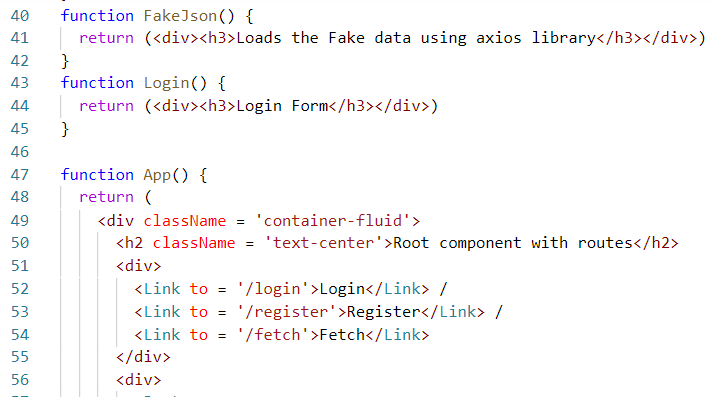 40 function FakeJson() {
41   return (<div><h3>Loads the Fake data using axios library</h3></div>)
42 }
43 function Login() {
44   return (<div><h3>Login Form</h3></div>)
45 }
46
47 function App() {
48   return (
49     <div className = 'container-fluid'>
50       <h2 className = 'text-center'>Root component with routes</h2>
51       <div>
52         <Link to = '/login'>Login</Link> /
53         <Link to = '/register'>Register</Link> /
54         <Link to = '/fetch'>Fetch</Link>
55       </div>
56       <div>